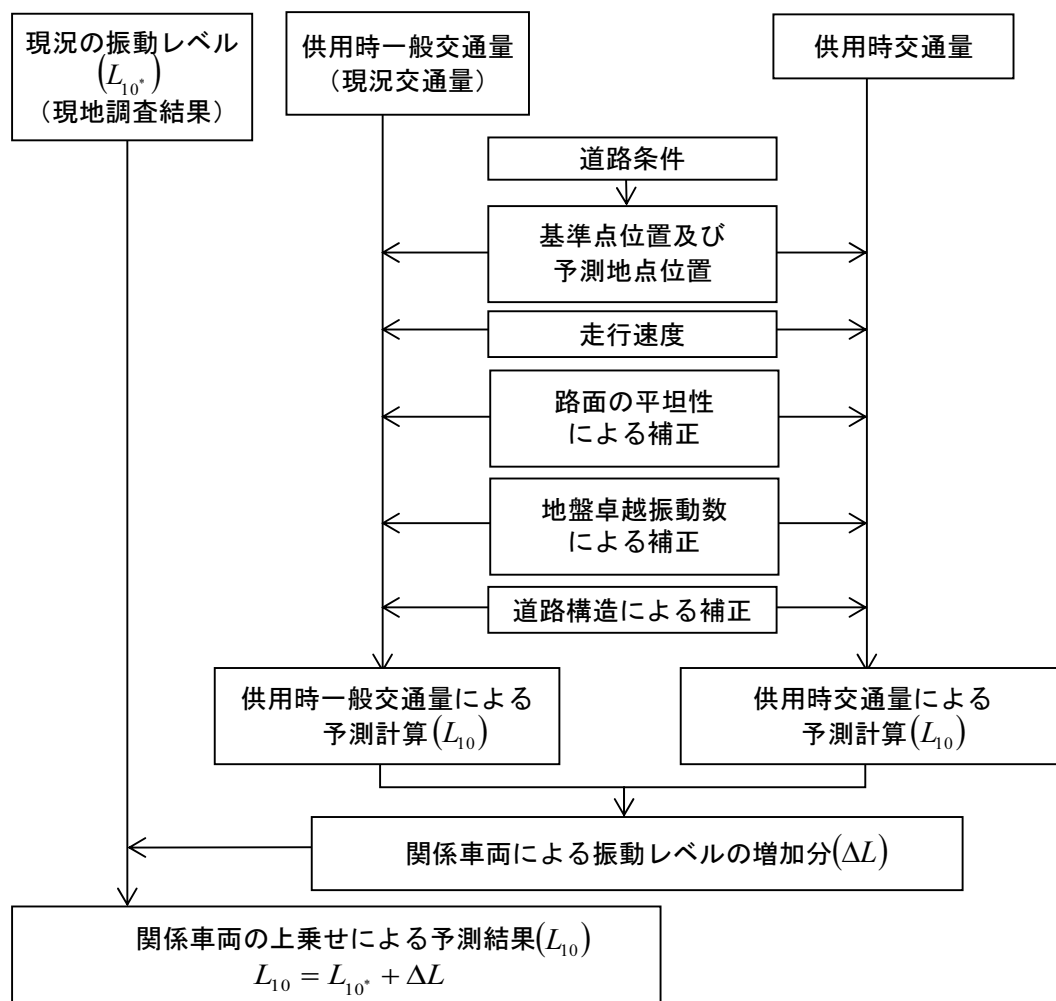 現況の振動レベル
(L10*)
(現地調査結果)
供用時一般交通量
(現況交通量)
供用時交通量
道路条件
基準点位置及び
予測地点位置
走行速度
路面の平坦性
による補正
地盤卓越振動数
による補正
道路構造による補正
供用時一般交通量による
予測計算(L10)
供用時交通量による
予測計算(L10)
関係車両による振動レベルの増加分(ΔL)
関係車両の上乗せによる予測結果(L10)
L10 = L10* + ΔL